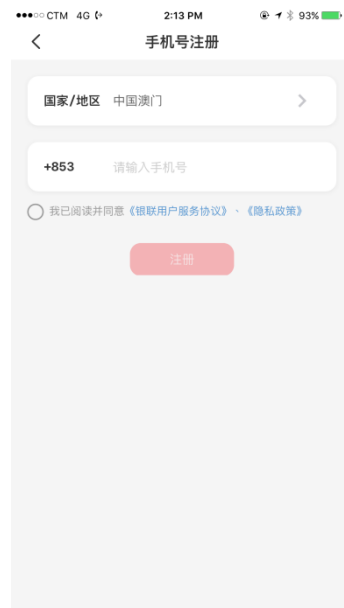 CTM 4G 2:13 PM 93%
手机号注册
国家/地区 中国澳门
+853 请输入手机号
我已阅读并同意《银联用户服务协议》、《隐私政策》
注册